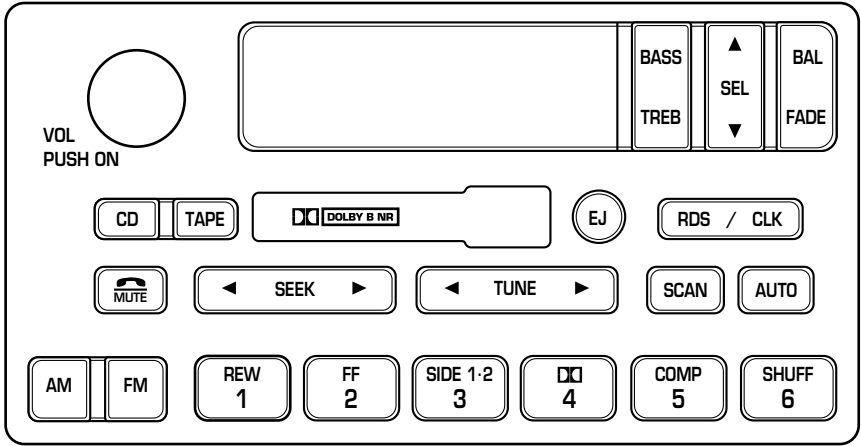 BASS
TREB
▲
SEL
▼
BAL
FADE
VOL
PUSH ON
CD
TAPE
DOLBY B NR
EJ
RDS / CLK
MUTE
◄ SEEK ►
◄ TUNE ►
SCAN
AUTO
AM
FM
REW
1
FF
2
SIDE 1·2
3
4
COMP
5
SHUFF
6